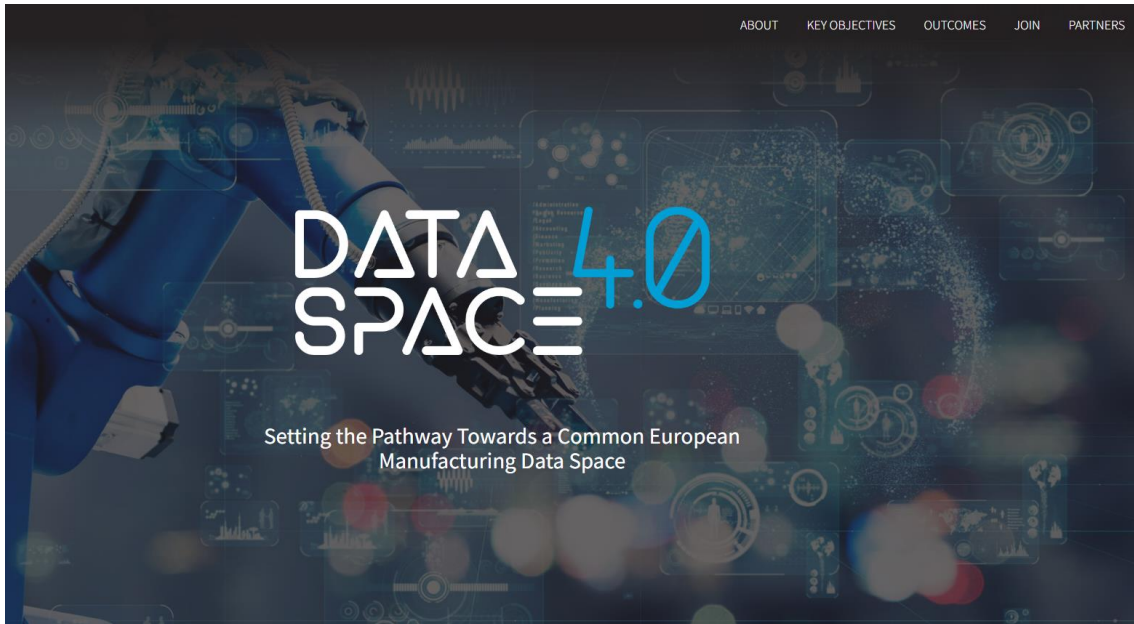 ABOUT KEY OBJECTIVES OUTCOMES JOIN PARTNERS
DATA 4.0
SPACE
Setting the Pathway Towards a Common European
Manufacturing Data Space